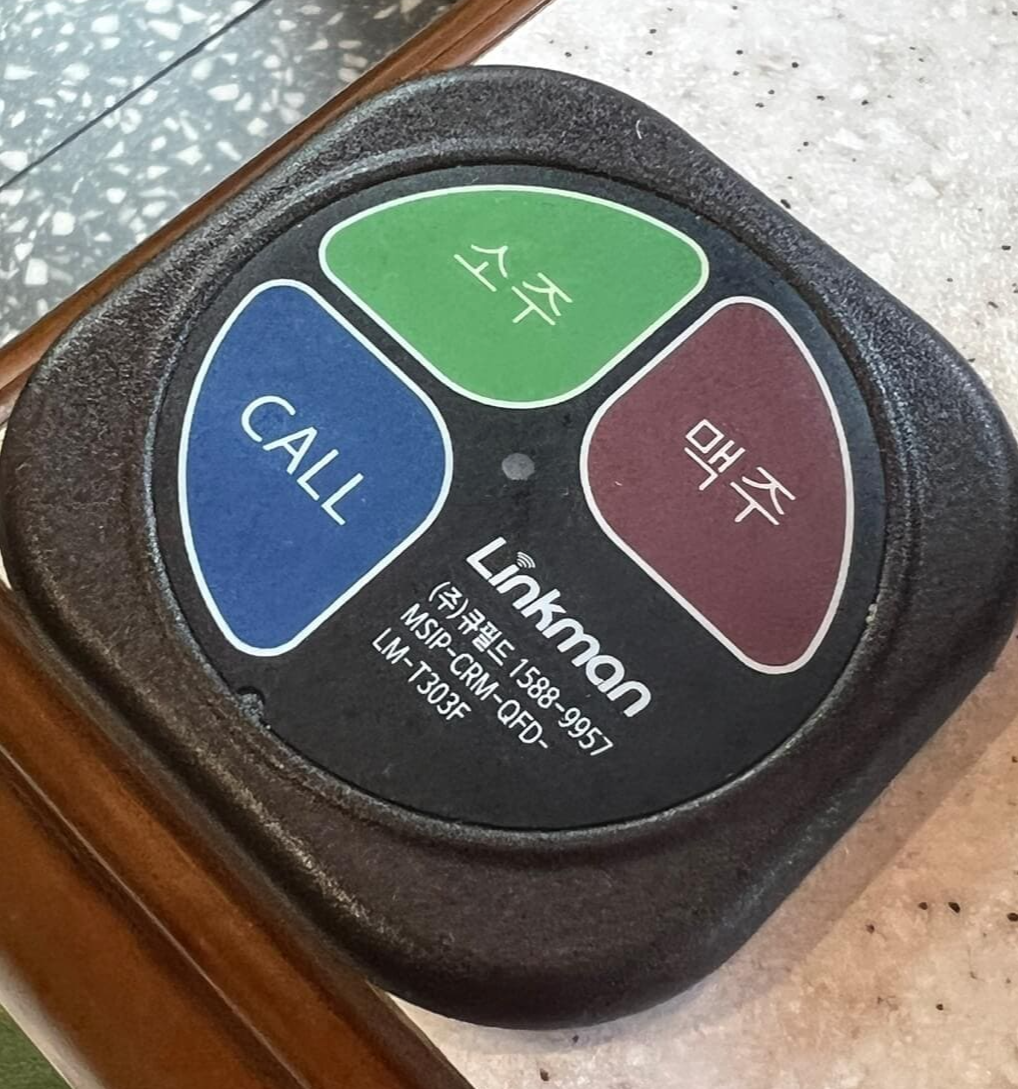 소주
CALL
맥주
Linkman
(주)큐필드 1588-9957
MSIP-CRM-QFD-
LM-T303F